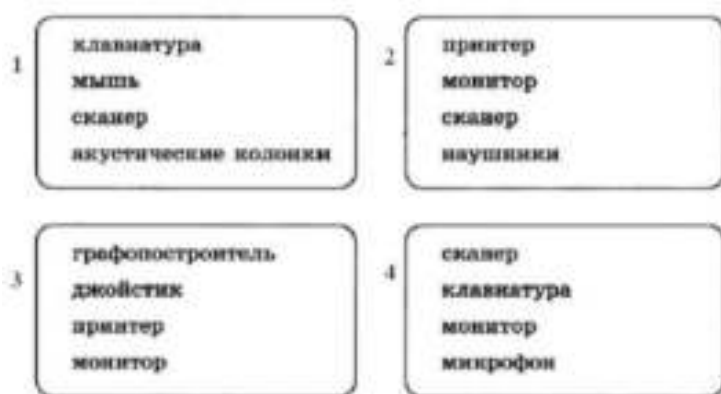 1
клавиатура
мышь
сканер
акустические колонки
2
принтер
монитор
сканер
наушники
3
графопостроитель
джойстик
принтер
монитор
4
сканер
клавиатура
монитор
микрофон